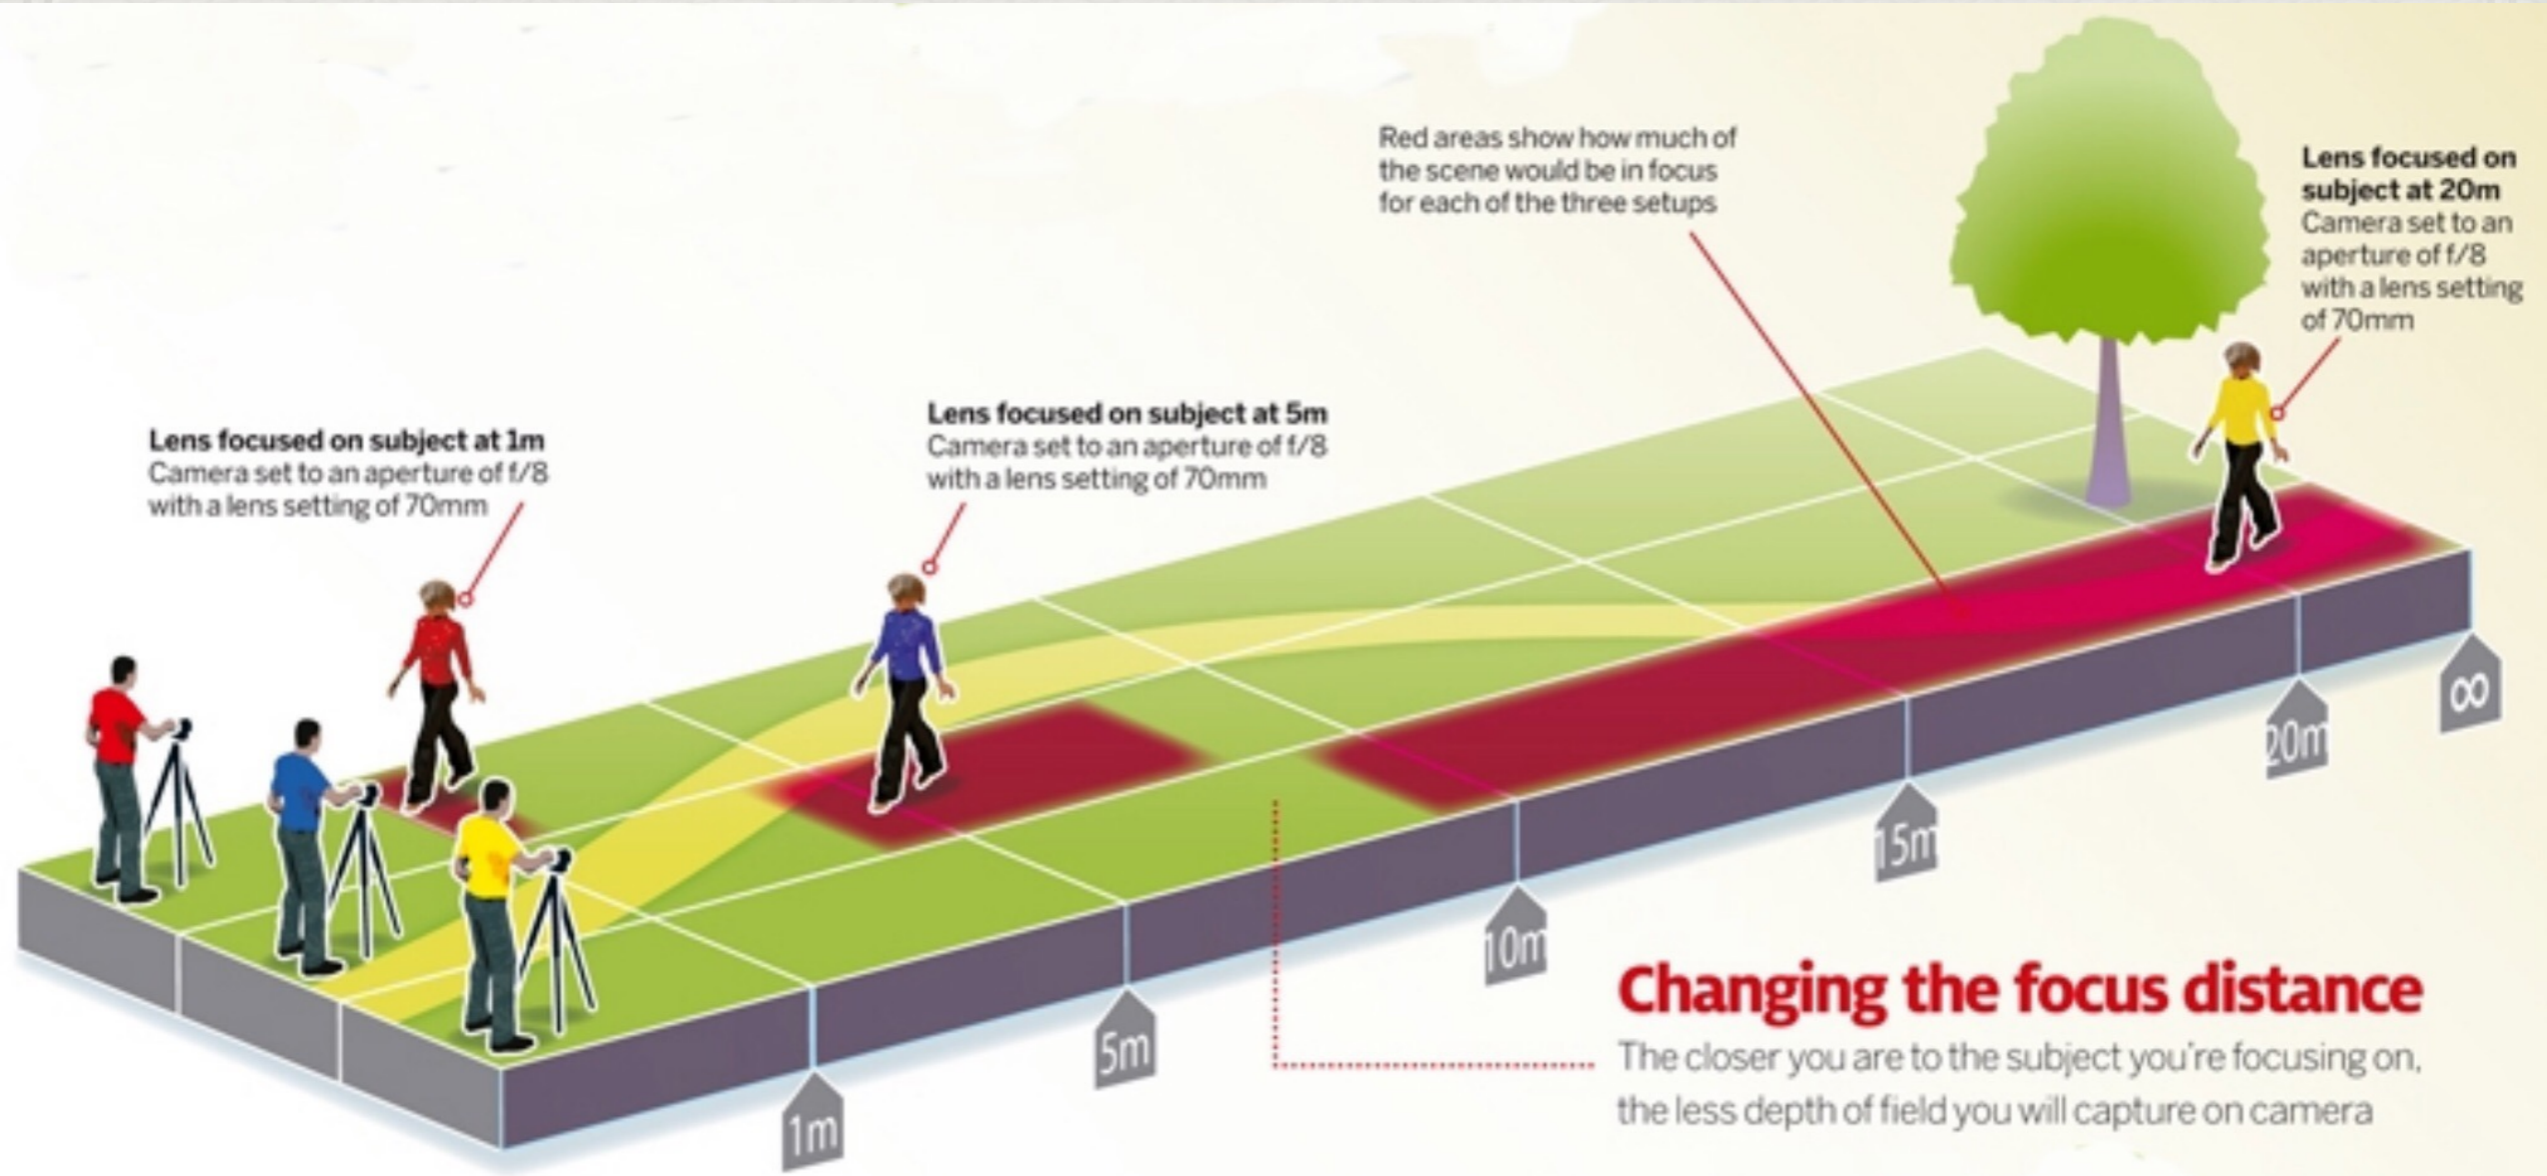 Red areas show how much of
the scene would be in focus
for each of the three setups
Lens focused on
subject at 20m
Camera set to an
aperture of f/8
with a lens setting
of 70mm
Lens focused on subject at 5m
Camera set to an aperture of f/8
with a lens setting of 70mm
Lens focused on subject at 1m
Camera set to an aperture of f/8
with a lens setting of 70mm
1m
5m
10m
15m
20m
∞
Changing the focus distance
The closer you are to the subject you're focusing on,
the less depth of field you will capture on camera